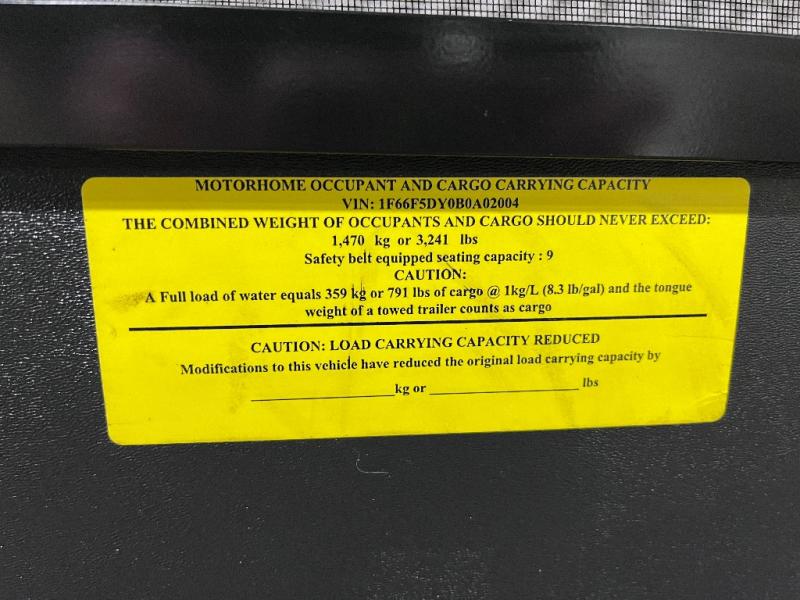 MOTORHOME OCCUPANT AND CARGO CARRYING CAPACITY
VIN: 1F66F5DY0B0A02004
THE COMBINED WEIGHT OF OCCUPANTS AND CARGO SHOULD NEVER EXCEED:
1,470 kg or 3,241 lbs
Safety belt equipped seating capacity : 9
CAUTION:
A Full load of water equals 359 kg or 791 lbs of cargo @ 1kg/L (8.3 lb/gal) and the tongue
weight of a towed trailer counts as cargo
CAUTION: LOAD CARRYING CAPACITY REDUCED
Modifications to this vehicle have reduced the original load carrying capacity by
____________________kg or ____________________ lbs